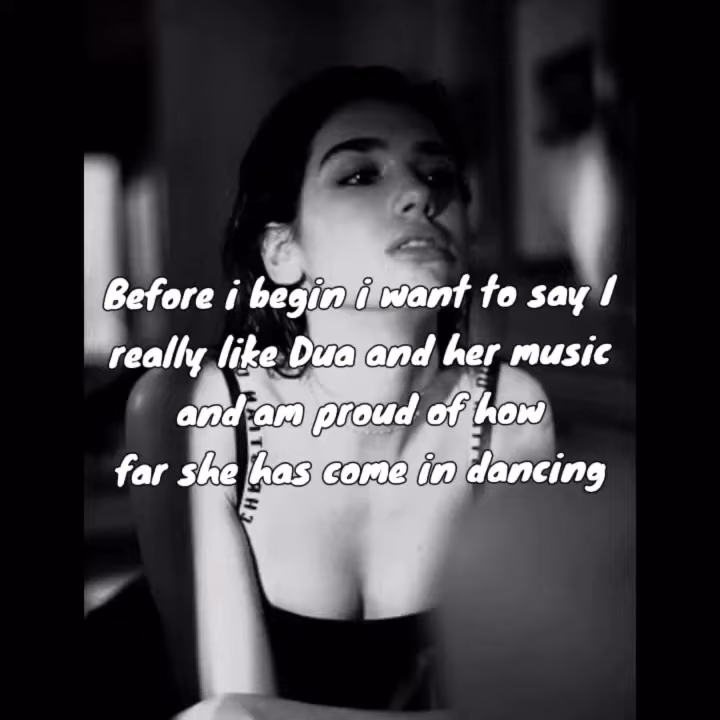 Before i begin i want to say I
really like Dua and her music
and am proud of how
far she has come in dancing